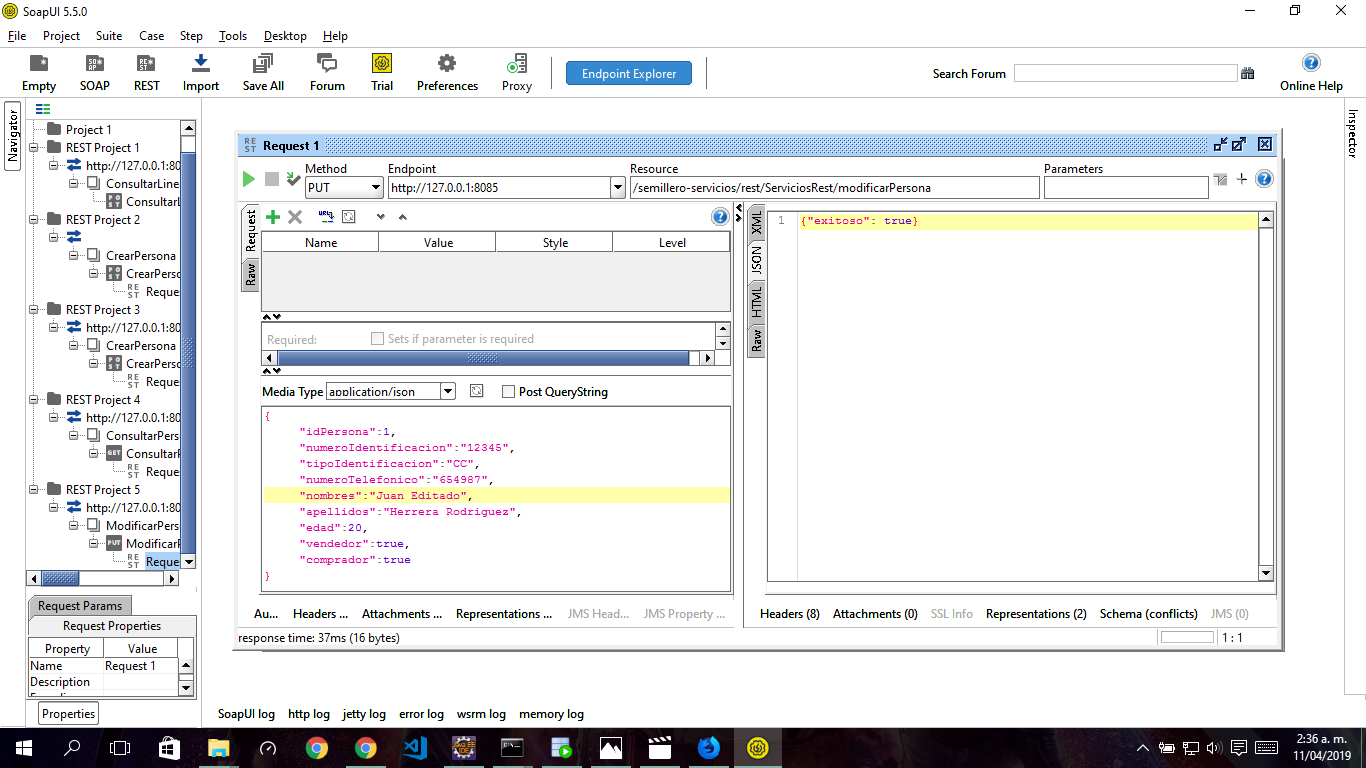 SoapUI 5.5.0
File Project Suite Case Step Tools Desktop Help
Empty SOAP REST Import Save All Forum Trial Preferences Proxy Endpoint Explorer Search Forum Online Help
Navigator
Inspector
Project 1
REST Project 1
http://127.0.0.1:80
ConsultarLine
ConsultarL
REST Project 2
CrearPersona
CrearPerso
Reque
REST Project 3
http://127.0.0.1:80
CrearPersona
CrearPerso
Reque
REST Project 4
http://127.0.0.1:80
ConsultarPers
GET ConsultarP
Reque
REST Project 5
http://127.0.0.1:80
ModificarPers
PUT ModificarP
Reque
Request Params
Request Properties
Property Value
Name Request 1
Description
Properties
Request 1
Method Endpoint Resource Parameters
PUT http://127.0.0.1:8085 /semillero-servicios/rest/ServiciosRest/modificarPersona
Request
Raw
Name Value Style Level
Required: Sets if parameter is required
Media Type application/json Post QueryString
{
"idPersona":1,
"numeroIdentificacion":"12345",
"tipoIdentificacion":"CC",
"numeroTelefonico":"654987",
"nombres":"Juan Editado",
"apellidos":"Herrera Rodriguez",
"edad":20,
"vendedor":true,
"comprador":true
}
Au... Headers ... Attachments ... Representations ... JMS Head... JMS Property ...
XML
JSON
HTML
Raw
1 {"exitoso": true}
Headers (8) Attachments (0) SSL Info Representations (2) Schema (conflicts) JMS (0)
response time: 37ms (16 bytes)
1 : 1
SoapUI log http log jetty log error log wsrm log memory log
2:36 a. m.
11/04/2019